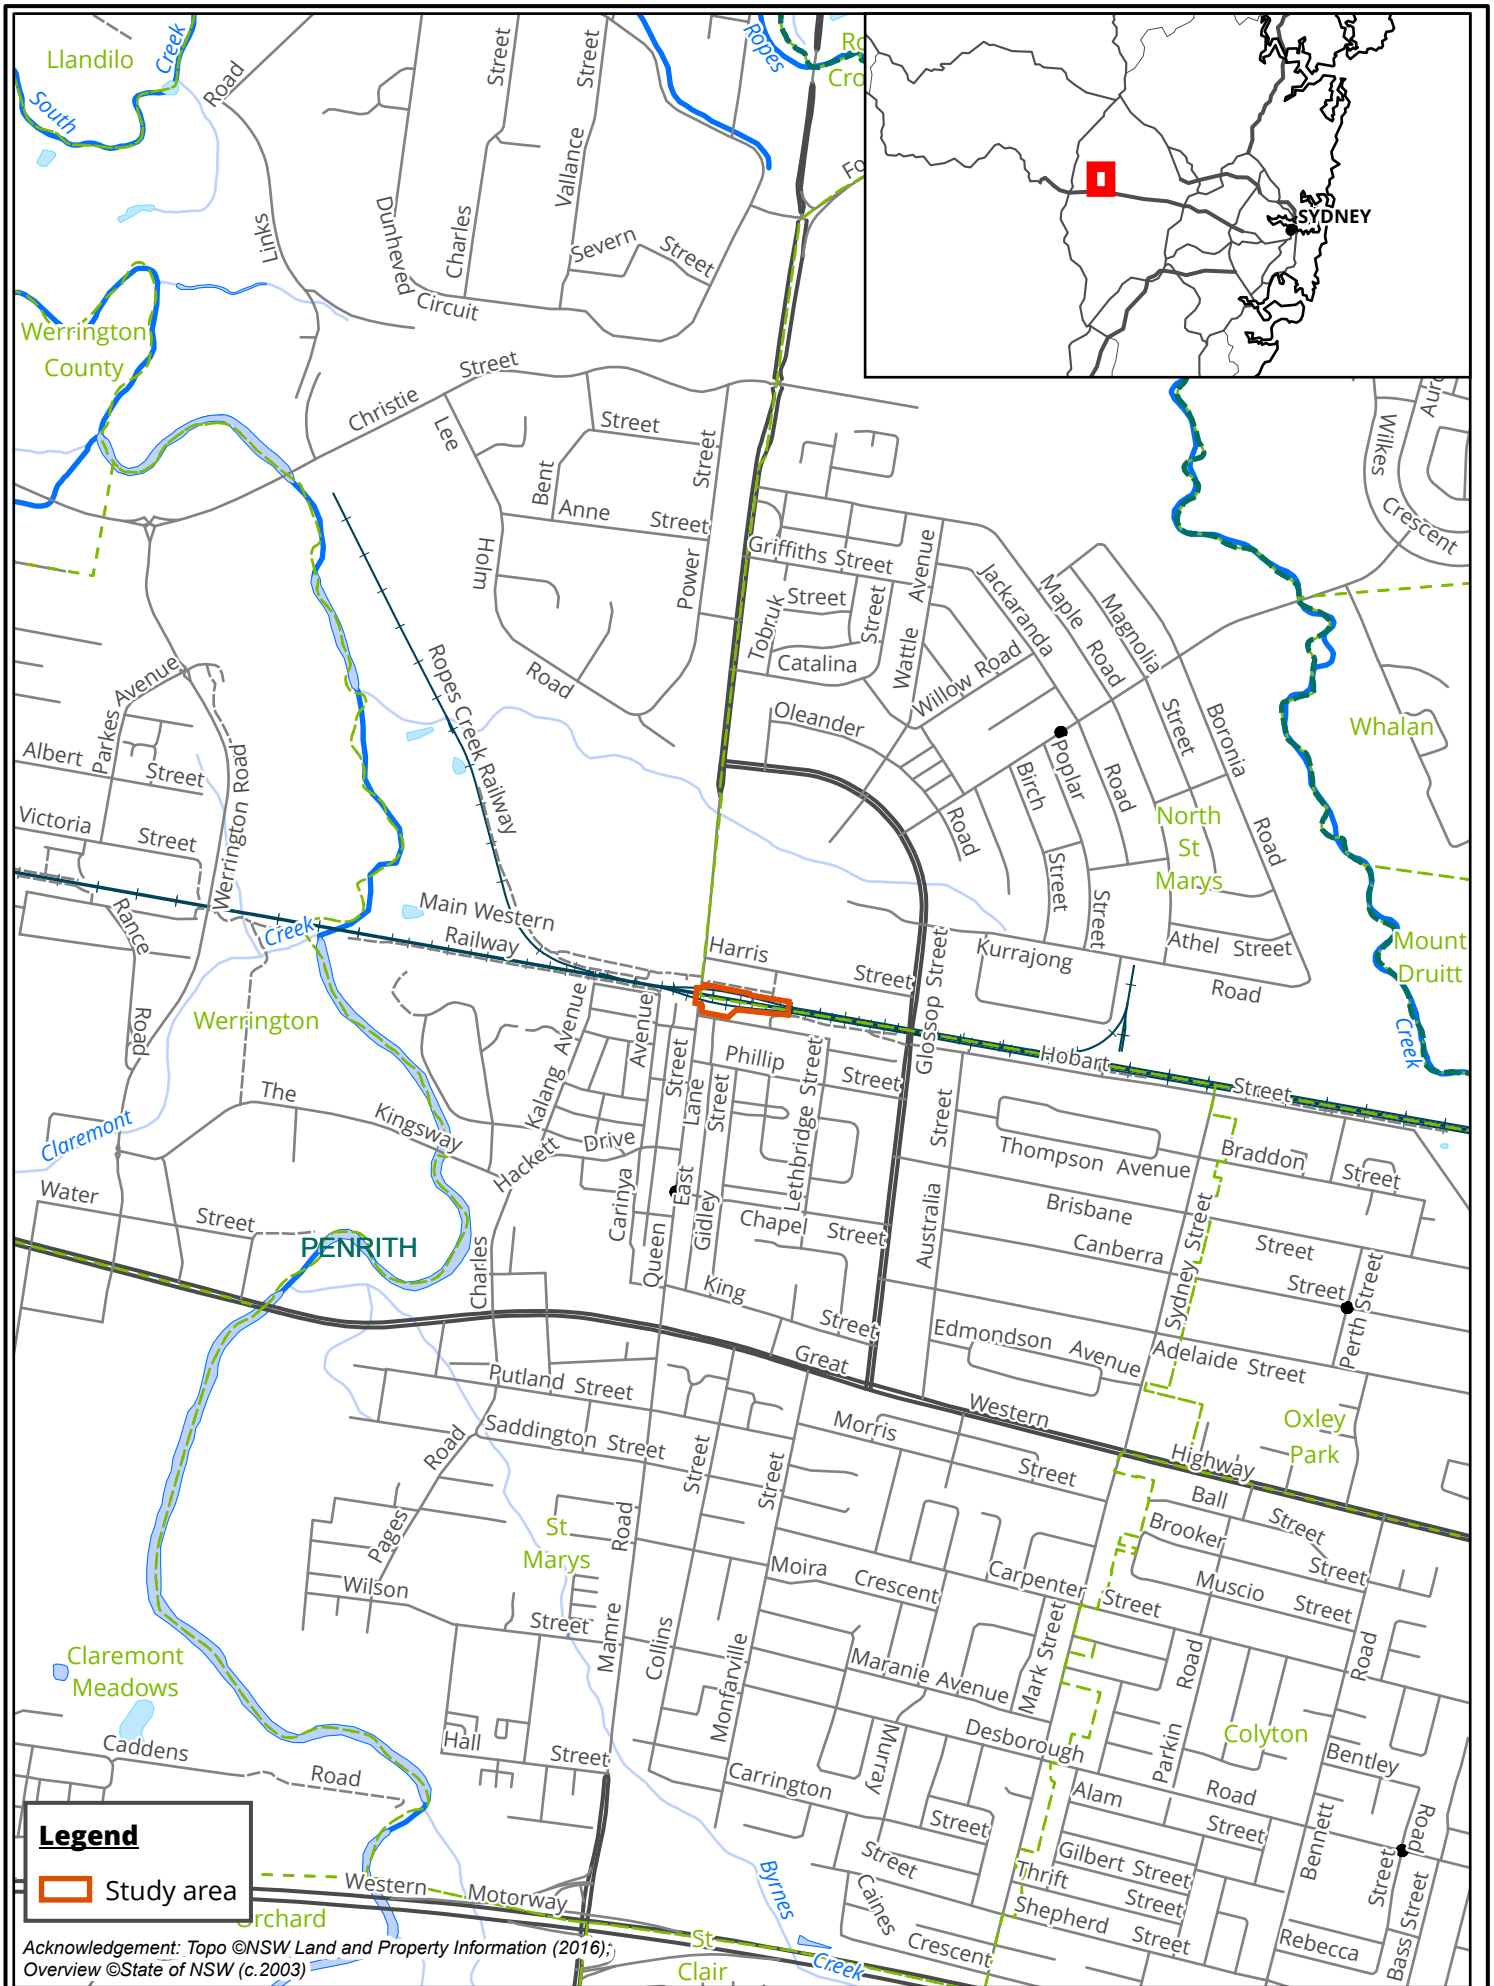 Llandilo
Creek
South
Road
Links
Street
Street
Vallance
Charles
Dunheved
Circuit
Severn
Street
Ropes
SYDNEY
Werrington
County
Christie
Street
Lee
Holm
Road
Street
Bent
Anne
Street
Street
Power
Griffiths Street
Avenue
Wattle
Tobruk
Street
Street
Catalina
Jackaranda
Maple
Road
Magnolia
Street
Boronia
Road
Willow Road
Oleander
Road
Poplar
Road
Birch
Street
Street
Wilkes
Crescent
Whalan
North
St
Marys
Mount
Druitt
Creek
Parkes
Avenue
Albert
Street
Victoria
Street
Werrington Road
Rance
Road
Ropes Creek Railway
Main Western
Railway
Creek
Harris
Street
Glossop Street
Kurrajong
Road
Athel Street
Hobart
Street
Werrington
Claremont
The
Kingsway
Kalang Avenue
Avenue
Hackett
Drive
Street
Lane
Street
Phillip
Street
Lethbridge Street
East
Gidley
Queen
Carinya
Charles
Chapel Street
King
Street
Street
Australia
Thompson Avenue
Braddon
Street
Brisbane
Street
Canberra
Street
Sydney Street
Perth Street
Edmondson Avenue
Adelaide Street
Water
Street
PENRITH
Great
Western
Highway
Oxley
Park
Putland Street
Saddington Street
Street
Street
Morris
Street
Road
Pages
Wilson
Street
St
Marys
Road
Mamre
Collins
Monfarville
Moira
Crescent
Carpenter
Street
Ball
Street
Brooker
Street
Muscio
Street
Maranie Avenue
Mark Street
Road
Parkin
Road
Bennett
Colyton
Desborough
Road
Bentley
Road
Claremont
Meadows
Caddens
Road
Hall
Street
Murray
Carrington
Street
Street
Caines
Crescent
Alam
Street
Gilbert Street
Thrift
Street
Shepherd
Street
Street
Bass Street
Rebecca
Byrnes
Creek
Western
Motorway
Orchard
St
Clair
Legend
Study area
Acknowledgement: Topo ©NSW Land and Property Information (2016);
Overview ©State of NSW (c.2003)